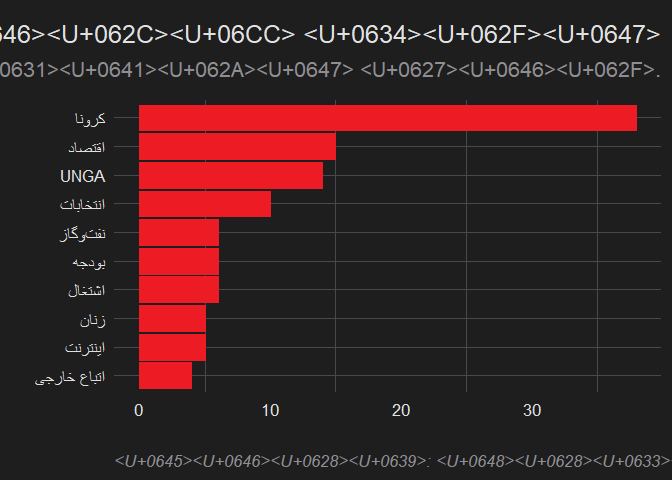 646><U+062C><U+06CC> <U+0634><U+062F><U+0647>
0631><U+0641><U+062A><U+0647> <U+0627><U+0646><U+062F>.
کرونا
اقتصاد
UNGA
انتخابات
نفت‌وگاز
بودجه
اشتغال
زنان
اینترنت
اتباع خارجی
0 10 20 30
<U+0645><U+0646><U+0628><U+0639>: <U+0648><U+0628><U+0633>